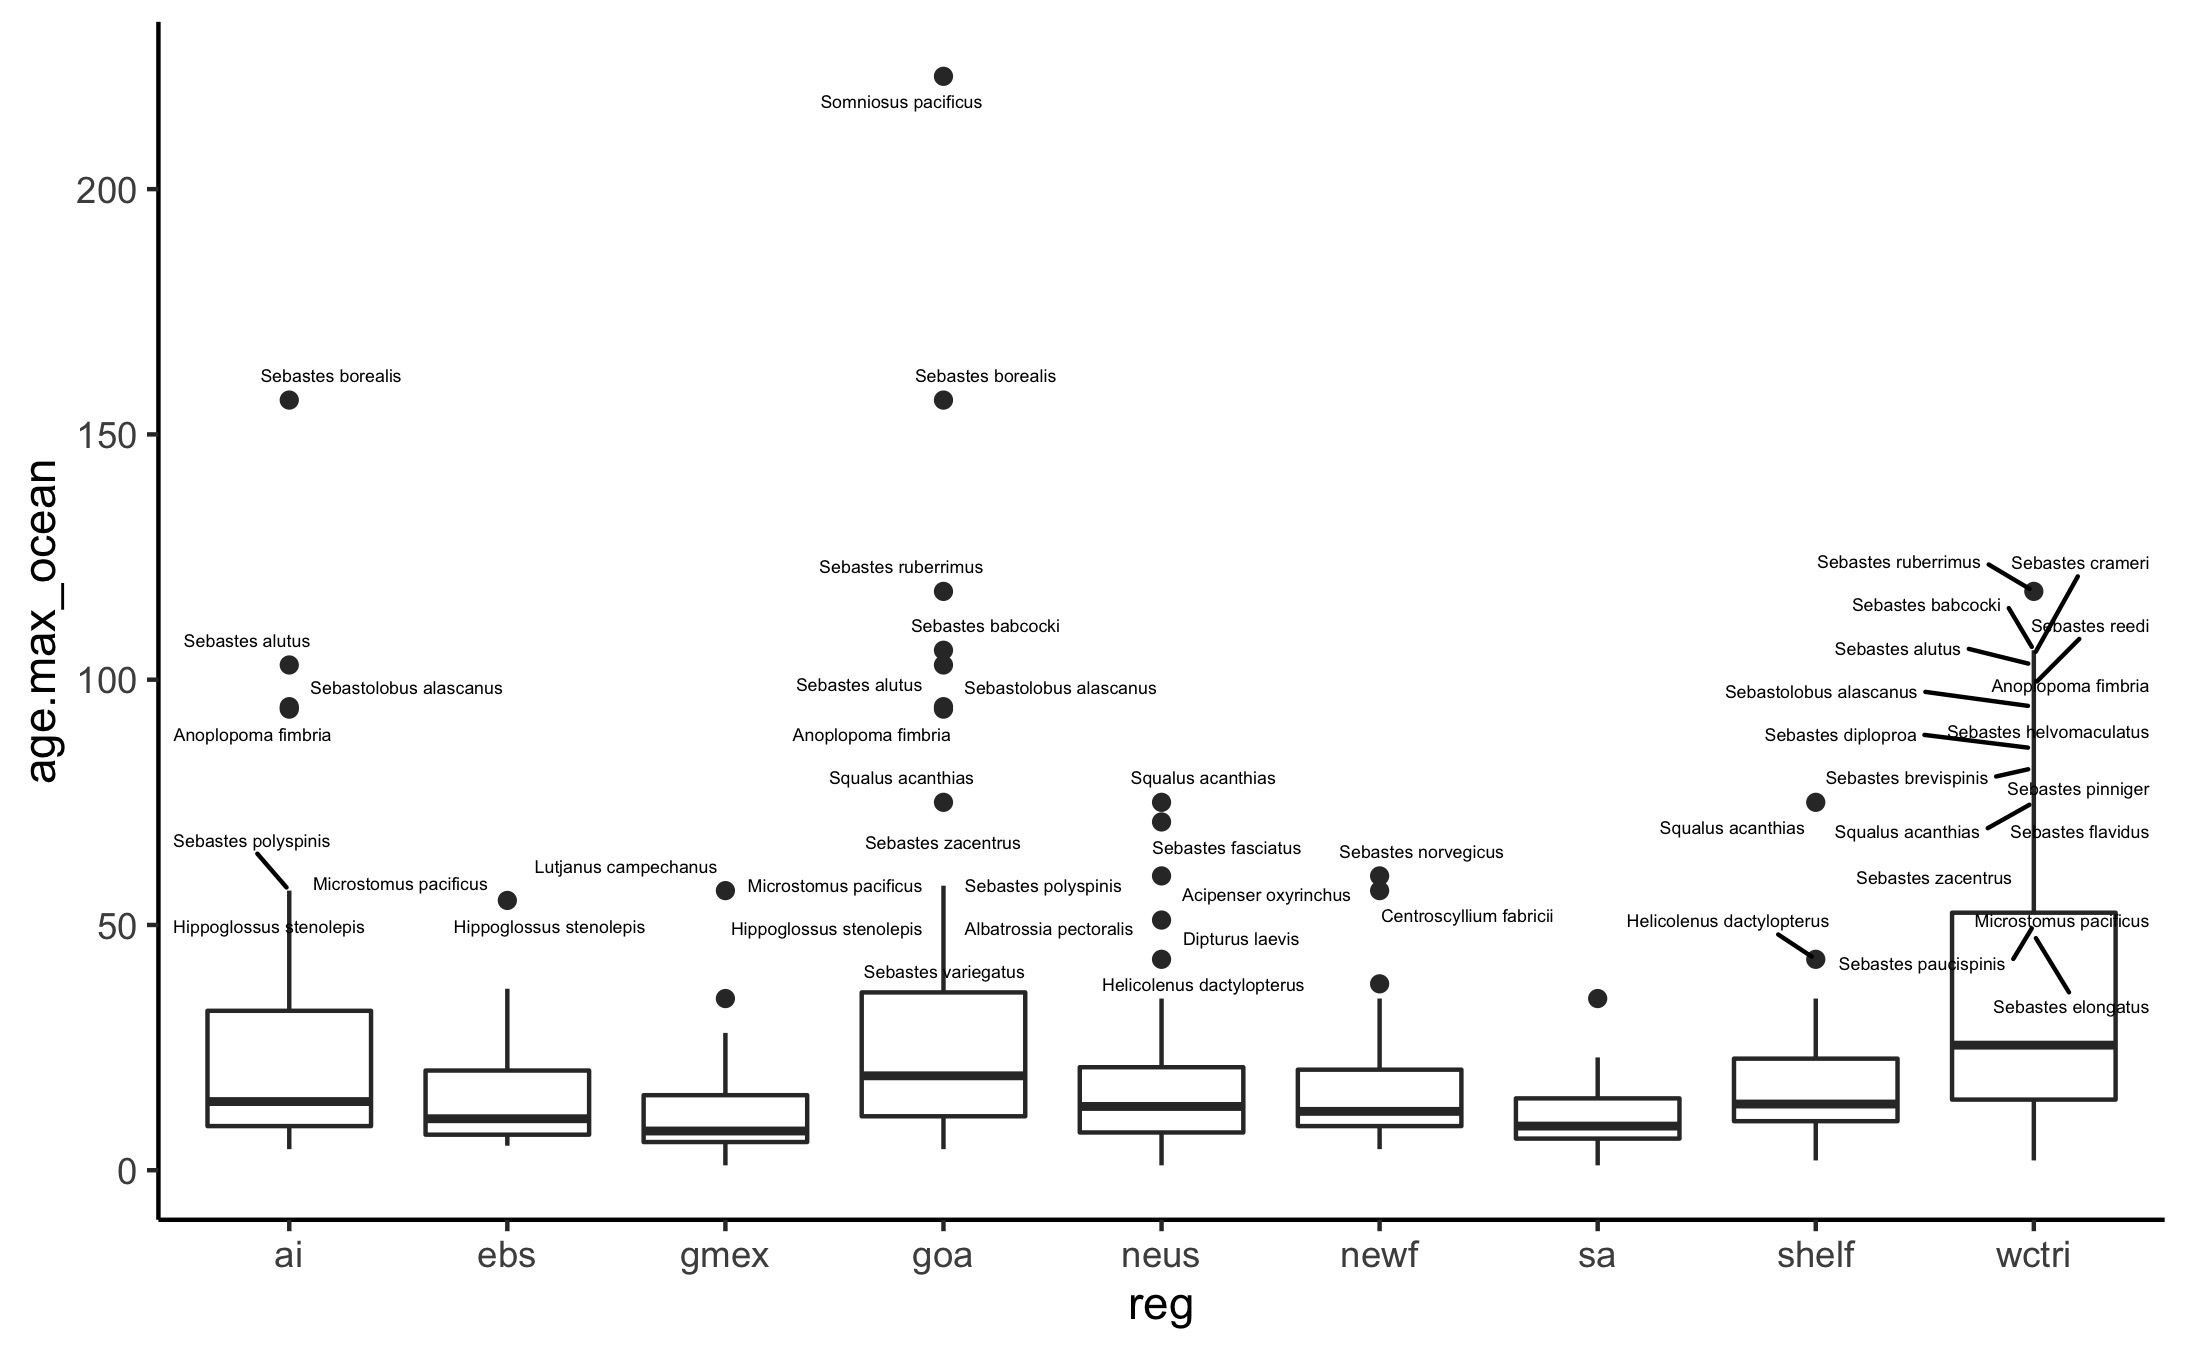 Somniosus pacificus
200
Sebastes borealis
Sebastes borealis
150
Sebastes ruberrimus
Sebastes crameri
Sebastes ruberrimus
Sebastes babcocki
Sebastes babcocki
Sebastes reedi
Sebastes alutus
Sebastes alutus
100
Sebastes alutus
Sebastolobus alascanus
Sebastolobus alascanus
Sebastolobus alascanus
Anoplopoma fimbria
Anoplopoma fimbria
Anoplopoma fimbria
Sebastes diploproa
Sebastes helvomaculatus
Squalus acanthias
Squalus acanthias
Sebastes brevispinis
Sebastes pinniger
Squalus acanthias
Squalus acanthias
Sebastes flavidus
Sebastes polyspinis
Sebastes zacentrus
Sebastes fasciatus
Sebastes norvegicus
Lutjanus campechanus
Sebastes zacentrus
Microstomus pacificus
Microstomus pacificus
Sebastes polyspinis
Acipenser oxyrinchus
Centroscyllium fabricii
Helicolenus dactylopterus
Microstomus pacificus
50
Hippoglossus stenolepis
Hippoglossus stenolepis
Hippoglossus stenolepis
Albatrossia pectoralis
Dipturus laevis
Sebastes paucispinis
Sebastes variegatus
Helicolenus dactylopterus
Sebastes elongatus
0
age.max_ocean
ai
ebs
gmex
goa
neus
newf
sa
shelf
wctri
reg